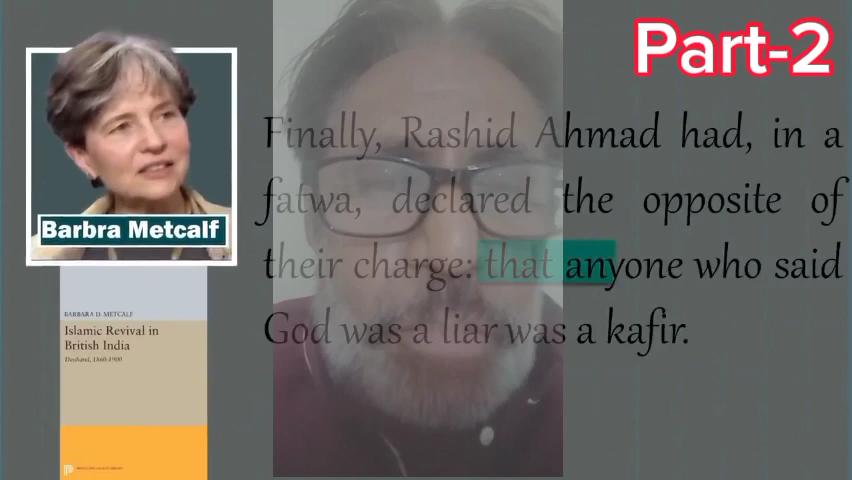 Part-2
Finally, Rashid Ahmad had, in a
fatwa, declared the opposite of
their charge: that anyone who said
God was a liar was a kafir.
Barbra Metcalf
BARBARA D. METCALF
Islamic Revival in
British India
Deoband, 1860-1900